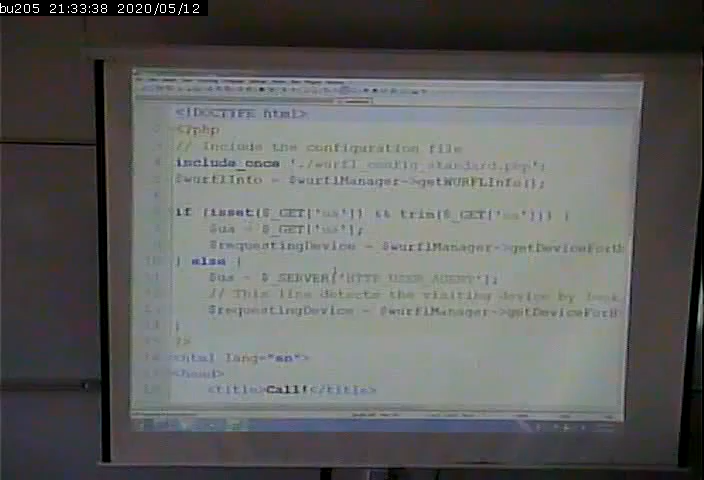 bu205 21:33:38 2020/05/12
<!DOCTYPE html>
<?php
// Include the configuration file
include_once './wurfl_config_standard.php';
$wurflInfo = $wurflManager->getWURFLInfo();
if (isset($_GET['ua']) && trim($_GET['ua'])) {
$ua = $_GET['ua'];
$requestingDevice = $wurflManager->getDeviceForU
} else {
$ua = $_SERVER['HTTP_USER_AGENT'];
// This line detects the visiting device by look
$requestingDevice = $wurflManager->getDeviceForH
}
?>
<html lang="en">
<head>
<title>Call!</title>